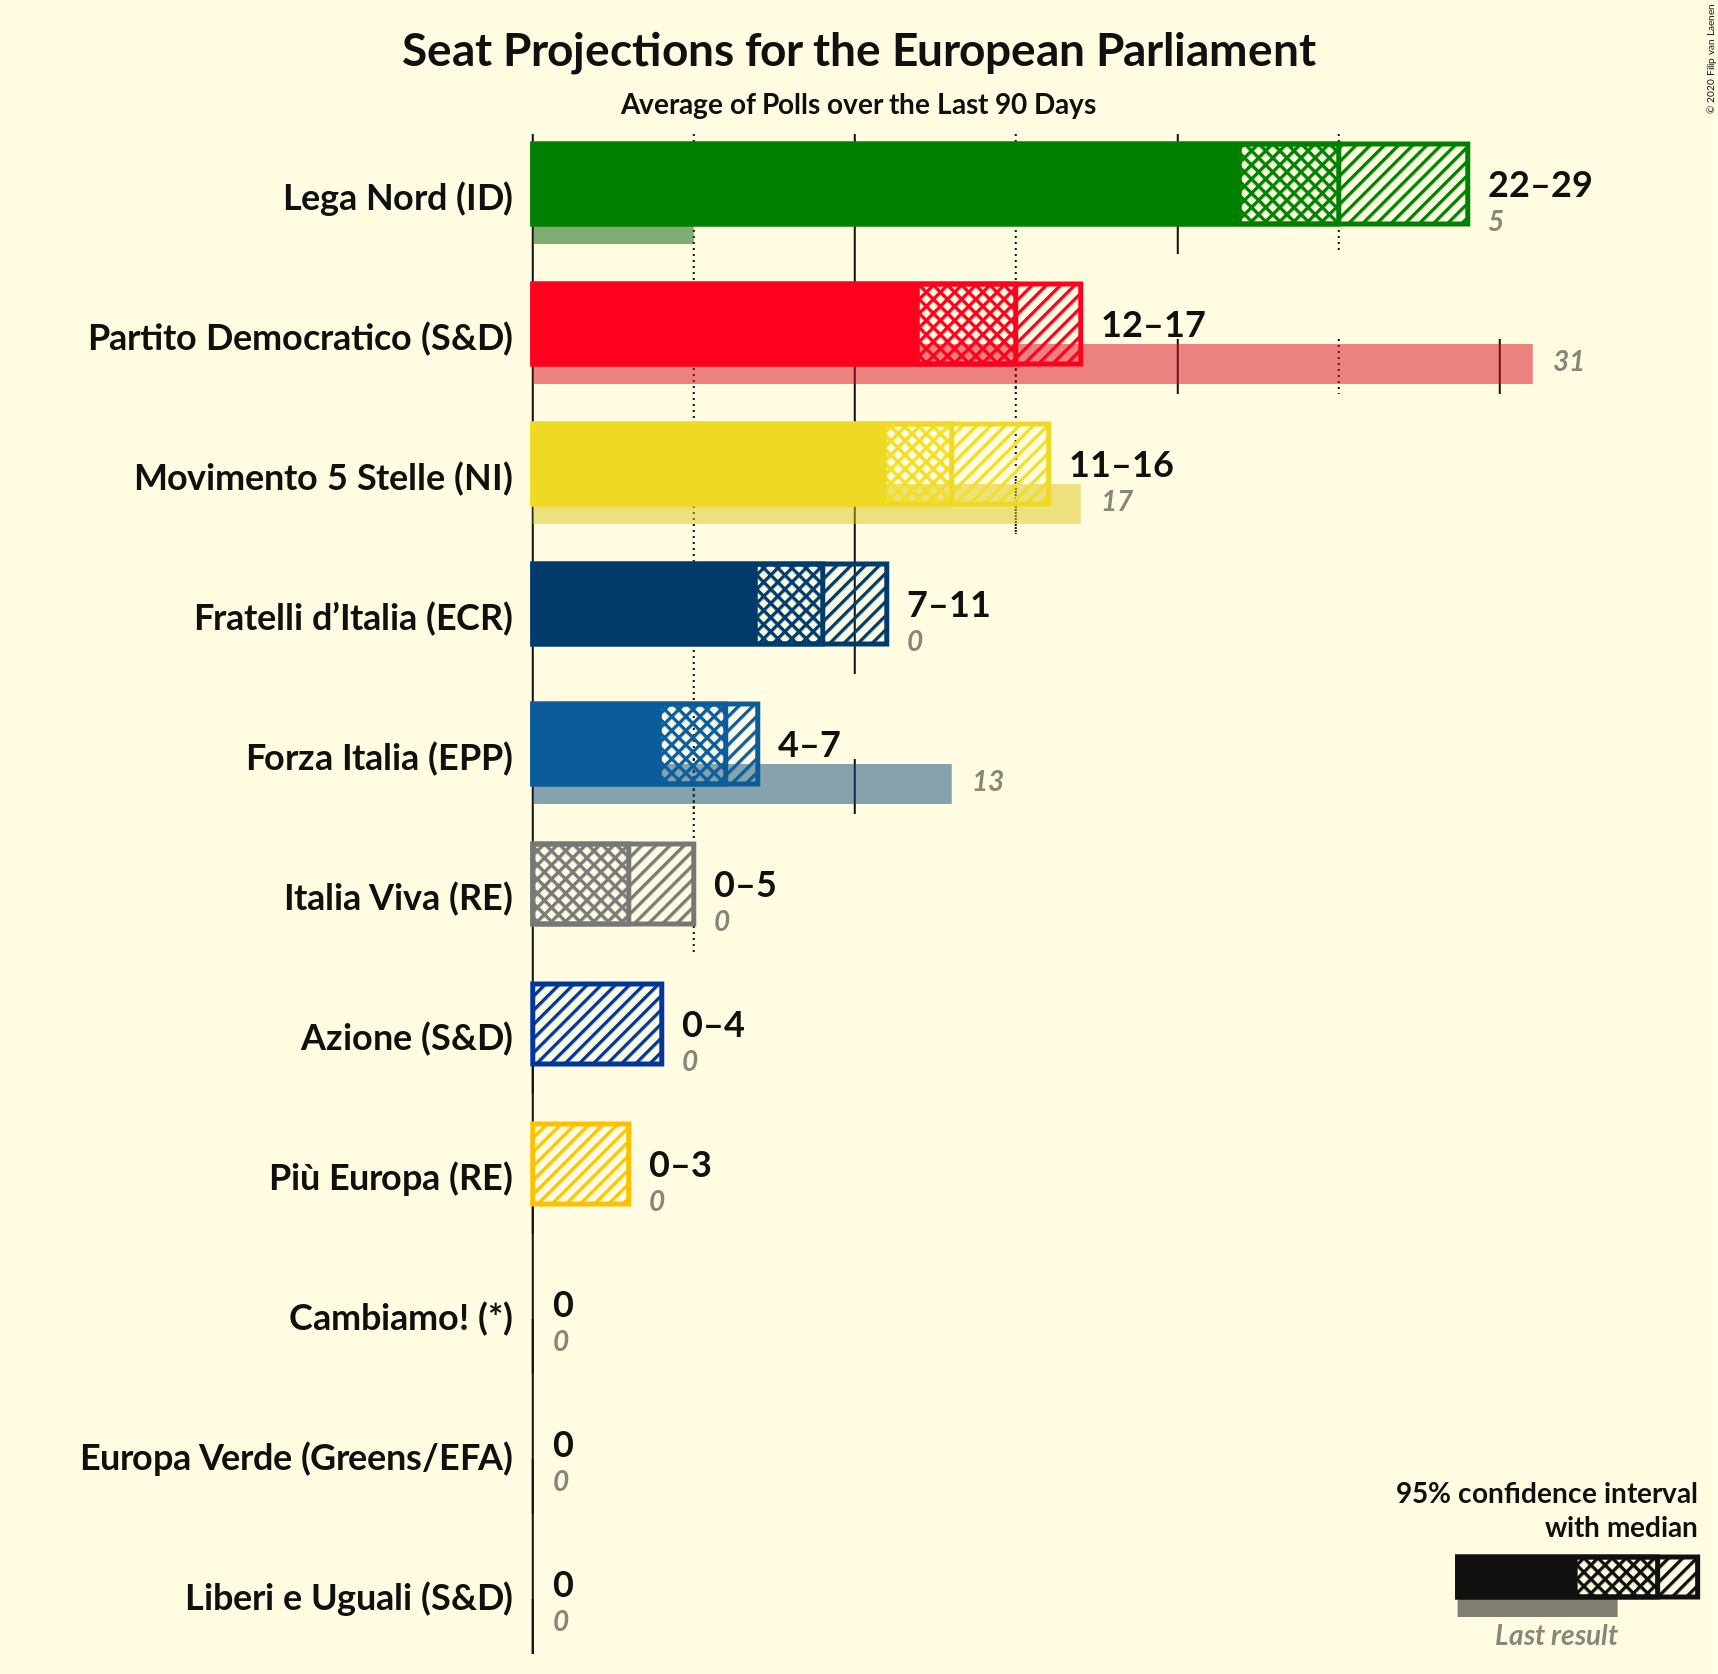 Seat Projections for the European Parliament
Average of Polls over the Last 90 Days
© 2020 Filip van Laenen
Lega Nord (ID)
22–29
5
Partito Democratico (S&D)
12–17
31
Movimento 5 Stelle (NI)
11–16
17
Fratelli d’Italia (ECR)
7–11
0
Forza Italia (EPP)
4–7
13
Italia Viva (RE)
0–5
0
Azione (S&D)
0–4
0
Più Europa (RE)
0–3
0
Cambiamo! (*)
0
0
Europa Verde (Greens/EFA)
0
0
Liberi e Uguali (S&D)
0
0
95% confidence interval
with median
Last result